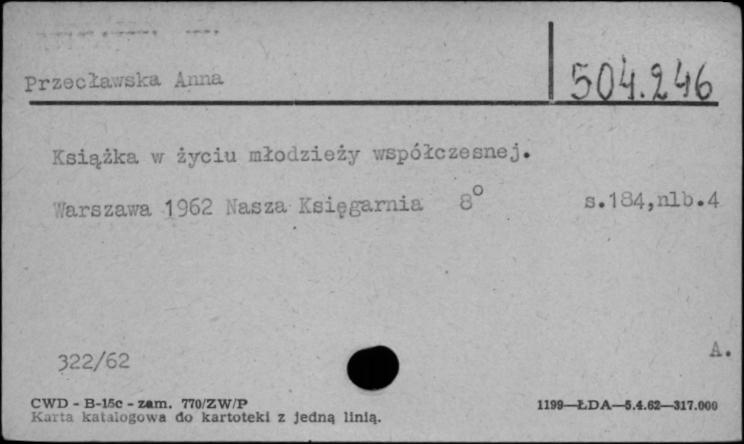 Przecławska Anna
504.246
Książka w życiu młodzieży współczesnej.
Warszawa 1962 Nasza Księgarnia 8° s.184,nlb.4
322/62
A.
CWD - B-15c - zam. 770/ZW/P
1199—ŁDA—5.4.62—317.000
Karta katalogowa do kartoteki z jedną linią.